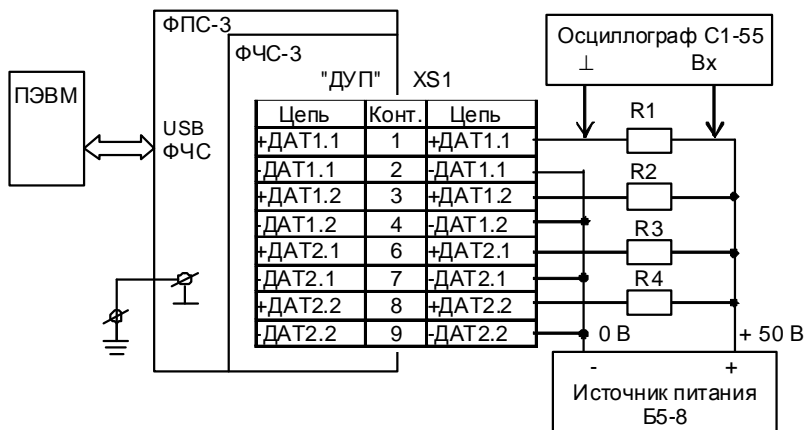 ФПС-3
ФЧС-3
"ДУП" XS1
Осциллограф С1-55
⊥ Вх
ПЭВМ
USB
ФЧС
Цепь Конт. Цепь
+ДАТ1.1 1 +ДАТ1.1
-ДАТ1.1 2 -ДАТ1.1
+ДАТ1.2 3 +ДАТ1.2
-ДАТ1.2 4 -ДАТ1.2
+ДАТ2.1 6 +ДАТ2.1
-ДАТ2.1 7 -ДАТ2.1
+ДАТ2.2 8 +ДАТ2.2
-ДАТ2.2 9 -ДАТ2.2
R1
R2
R3
R4
0 В + 50 В
- +
Источник питания
Б5-8